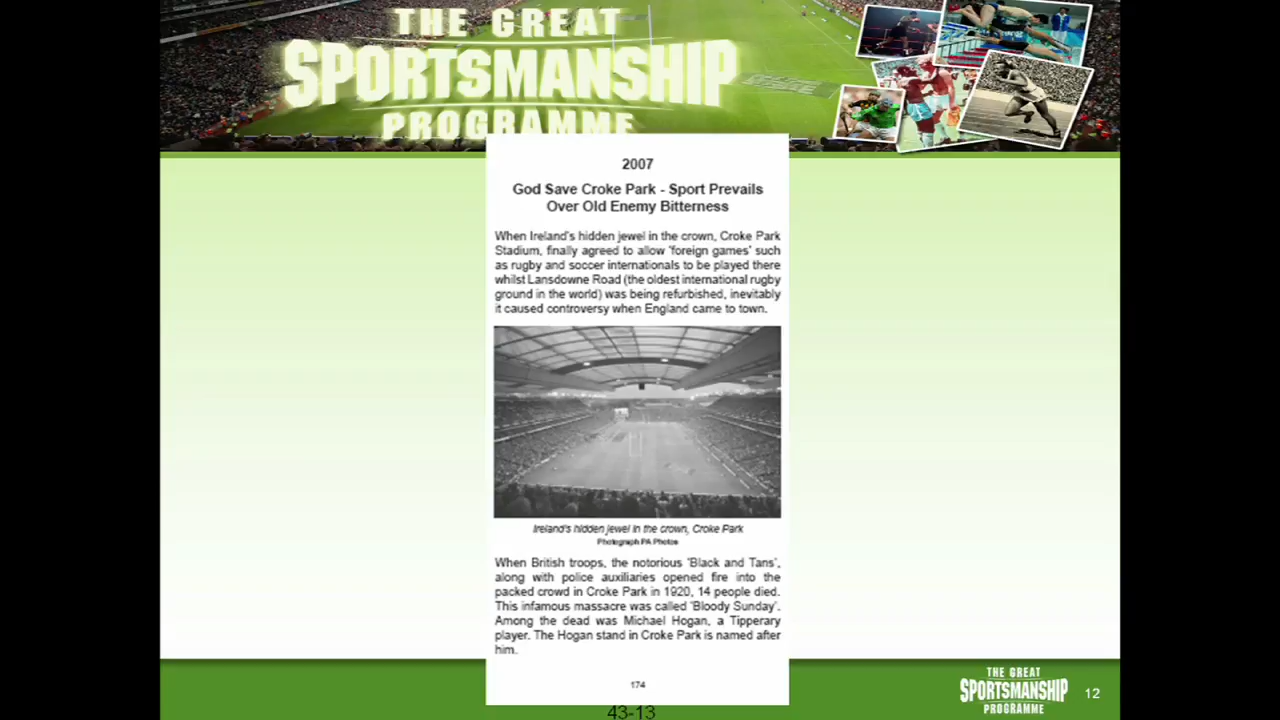 THE GREAT
SPORTSMANSHIP
PROGRAMME
2007
God Save Croke Park - Sport Prevails
Over Old Enemy Bitterness
When Ireland's hidden jewel in the crown, Croke Park
Stadium, finally agreed to allow 'foreign games' such
as rugby and soccer internationals to be played there
whilst Lansdowne Road (the oldest international rugby
ground in the world) was being refurbished, inevitably
it caused controversy when England came to town.
Ireland's hidden jewel in the crown, Croke Park
Photograph PA Photos
When British troops, the notorious 'Black and Tans',
along with police auxiliaries opened fire into the
packed crowd in Croke Park in 1920, 14 people died.
This infamous massacre was called 'Bloody Sunday'.
Among the dead was Michael Hogan, a Tipperary
player. The Hogan stand in Croke Park is named after
him.
174
THE GREAT
SPORTSMANSHIP
PROGRAMME
12
43-13